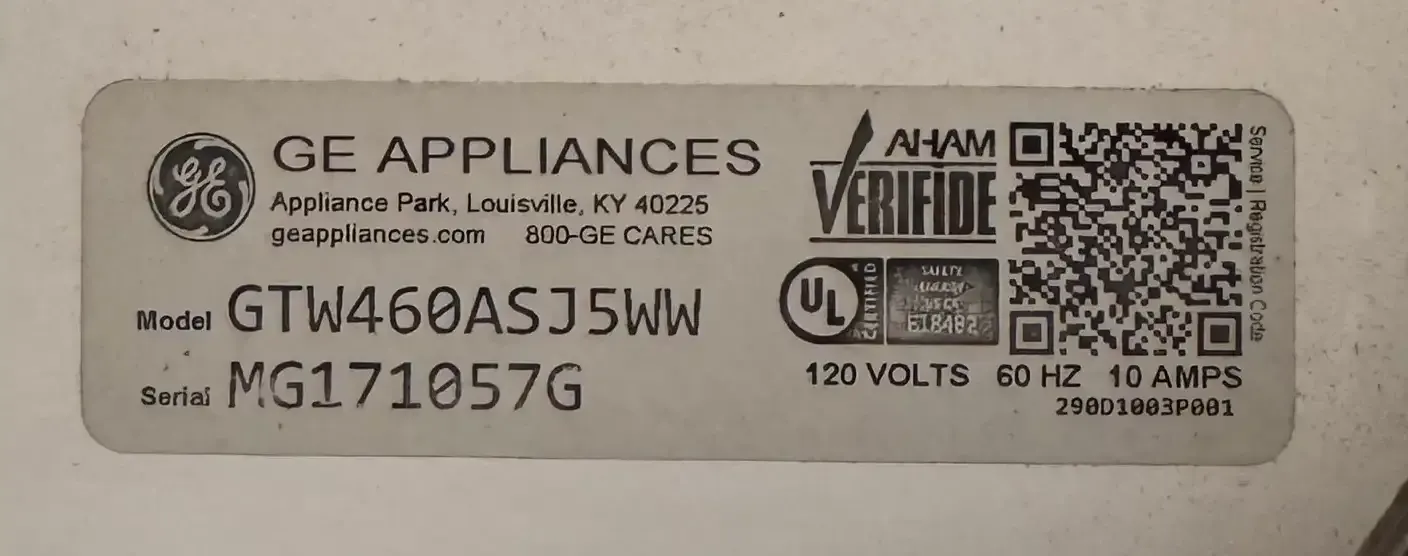 GE
GE APPLIANCES
Appliance Park, Louisville, KY 40225
geappliances.com 800-GE CARES
Model GTW460ASJ5WW
Serial MG171057G
AHAM
VERIFIDE
UL CERTIFIED
E18482
120 VOLTS 60 HZ 10 AMPS
290D1003P001
Service | Registration Code